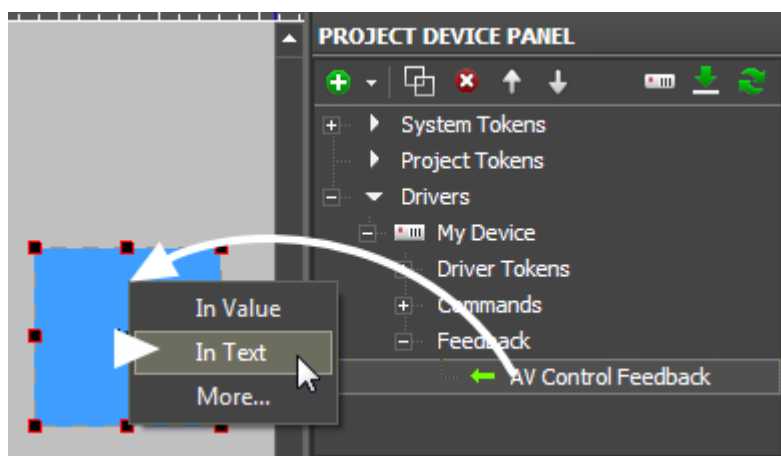 PROJECT DEVICE PANEL
System Tokens
Project Tokens
Drivers
My Device
Driver Tokens
Commands
Feedback
AV Control Feedback
In Value
In Text
More...